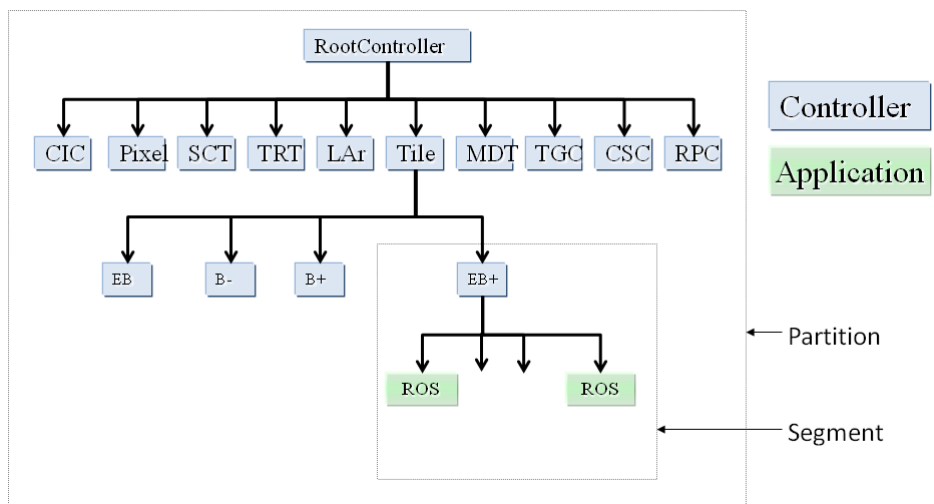 RootController
Controller
CIC Pixel SCT TRT LAr Tile MDT TGC CSC RPC
Application
EB B- B+ EB+
Partition
ROS ROS
Segment